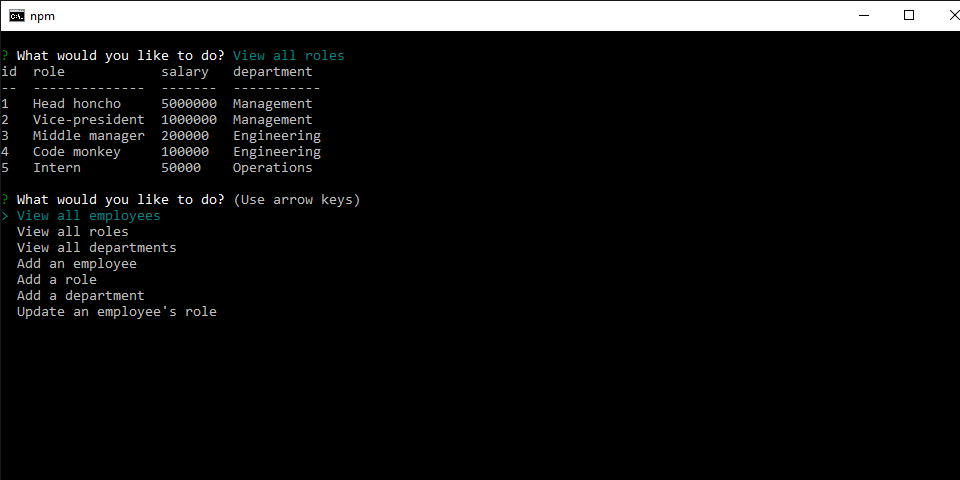 npm
? What would you like to do? View all roles
id  role            salary   department
--  --------------  -------  -----------
1   Head honcho     5000000  Management
2   Vice-president  1000000  Management
3   Middle manager  200000   Engineering
4   Code monkey     100000   Engineering
5   Intern          50000    Operations
? What would you like to do? (Use arrow keys)
> View all employees
  View all roles
  View all departments
  Add an employee
  Add a role
  Add a department
  Update an employee's role